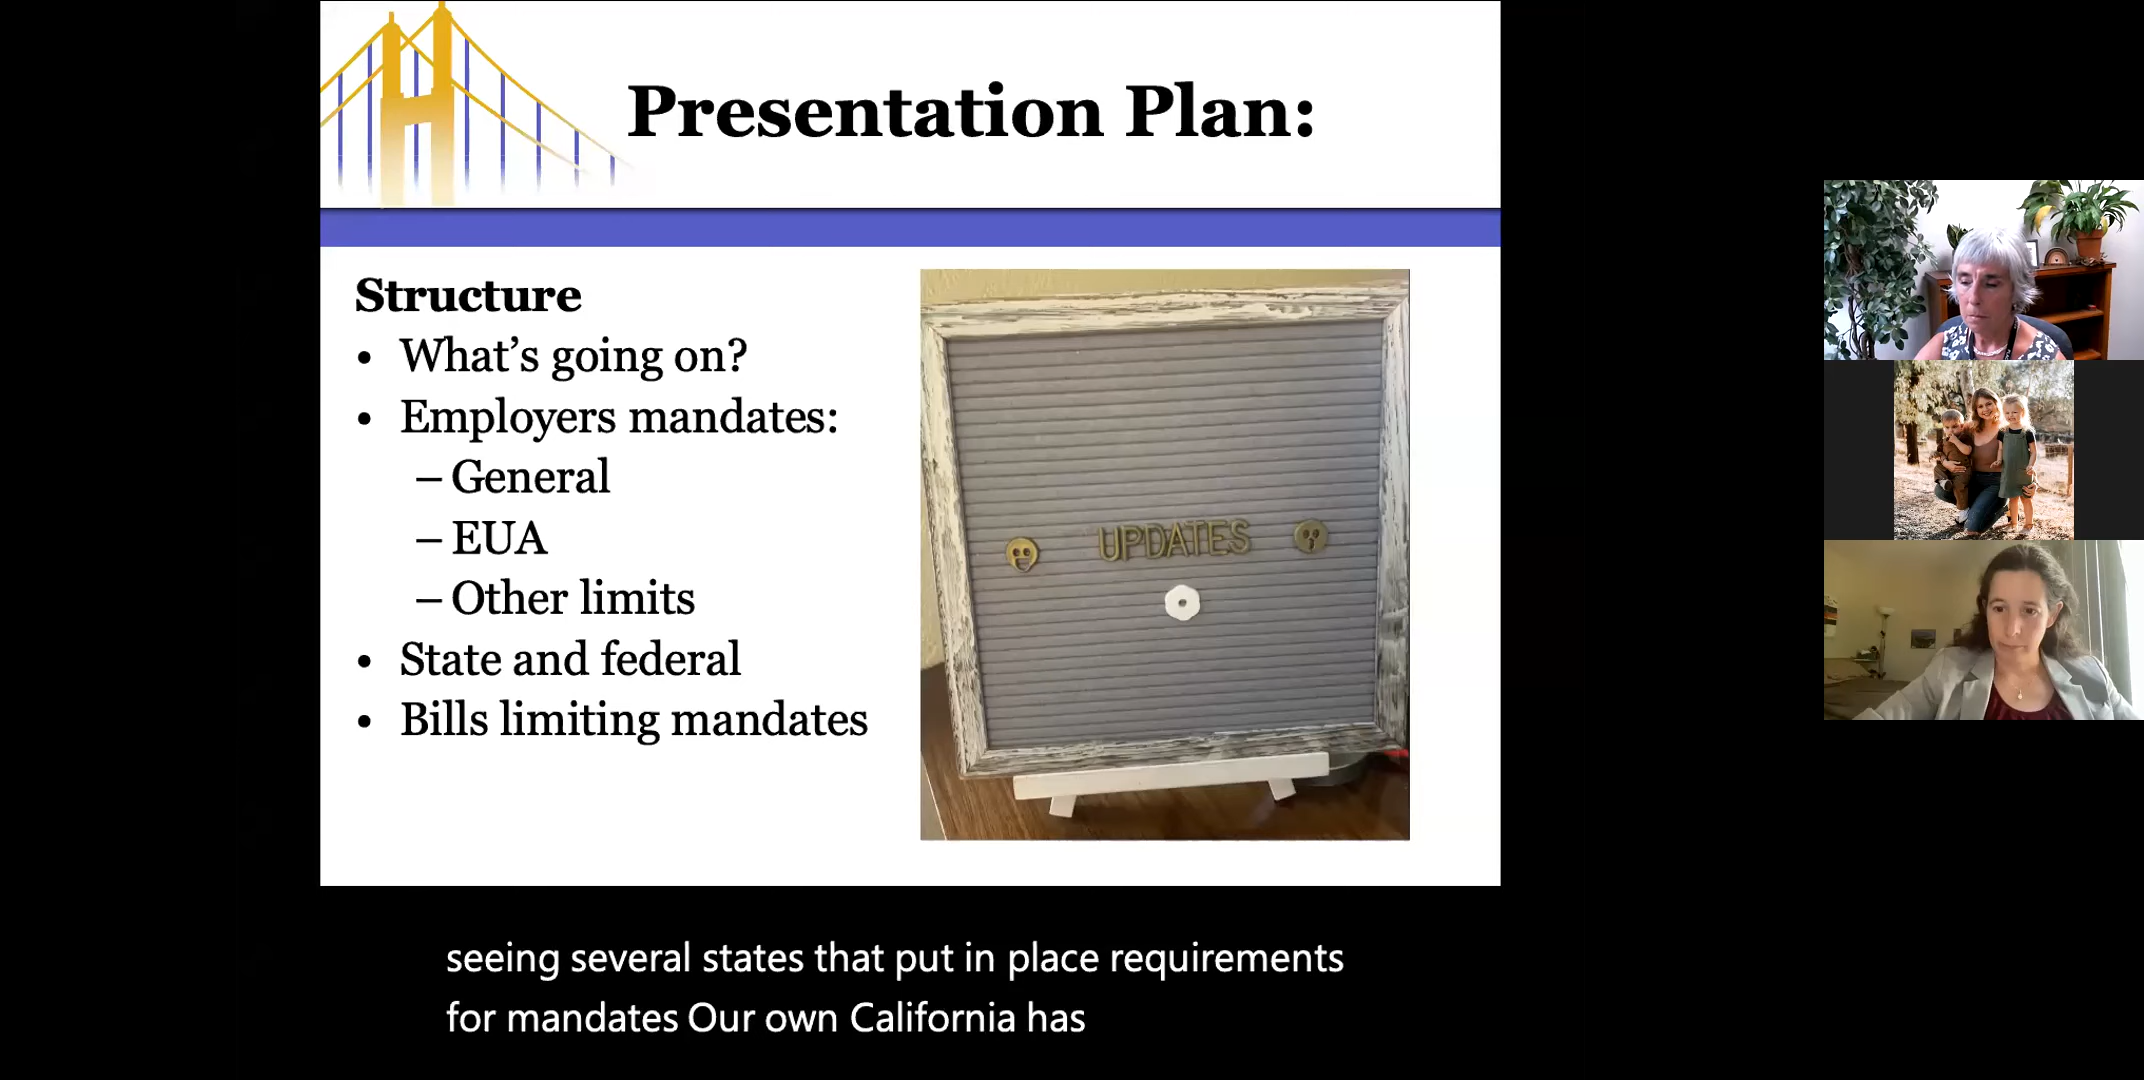 Presentation Plan:
Structure
• What's going on?
• Employers mandates:
– General
– EUA
– Other limits
• State and federal
• Bills limiting mandates
UPDATES
seeing several states that put in place requirements
for mandates Our own California has